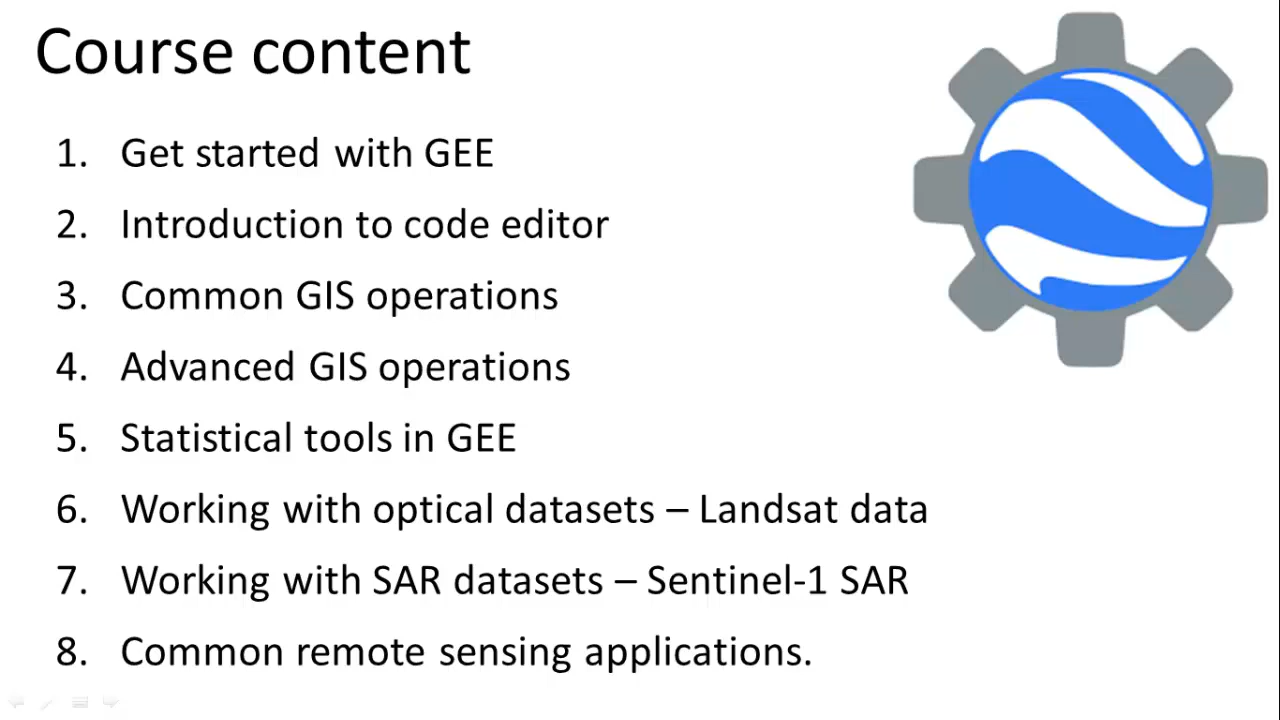 Course content
1. Get started with GEE
2. Introduction to code editor
3. Common GIS operations
4. Advanced GIS operations
5. Statistical tools in GEE
6. Working with optical datasets – Landsat data
7. Working with SAR datasets – Sentinel-1 SAR
8. Common remote sensing applications.